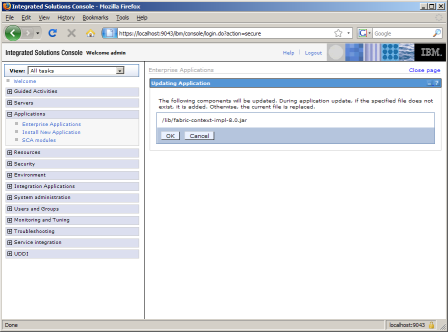 Integrated Solutions Console - Mozilla Firefox
File Edit View History Bookmarks Tools Help
https://localhost:9043/ibm/console/login.do?action=secure
Google
Integrated Solutions Console Welcome admin
Help | Logout
IBM.
View: All tasks
Welcome
Guided Activities
Servers
Applications
Enterprise Applications
Install New Application
SCA modules
Resources
Security
Environment
Integration Applications
System administration
Users and Groups
Monitoring and Tuning
Troubleshooting
Service integration
UDDI
Enterprise Applications
Close page
Updating Application
The following components will be updated. During application update, if the specified file does not
exist, it is added. Otherwise, the current file is replaced.
/lib/fabric-context-impl-8.0.jar
OK Cancel
Done
localhost:9043